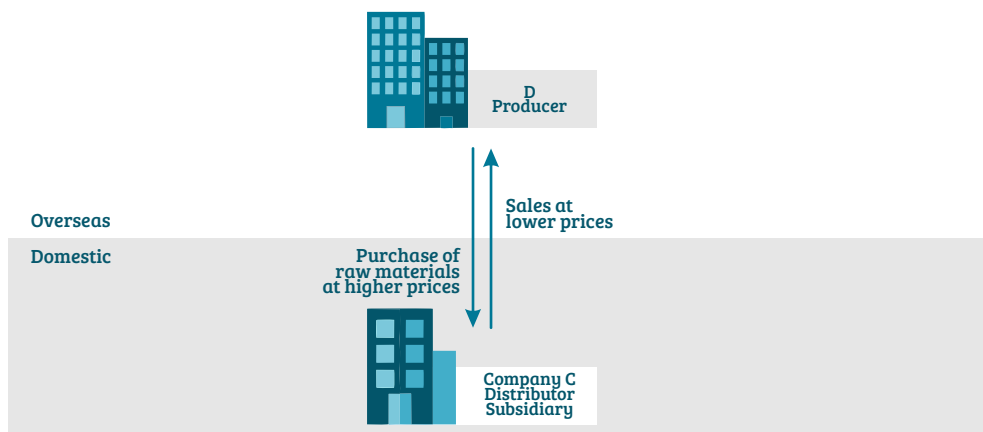 D
Producer
Sales at
lower prices
Overseas
Domestic
Purchase of
raw materials
at higher prices
Company C
Distributor
Subsidiary